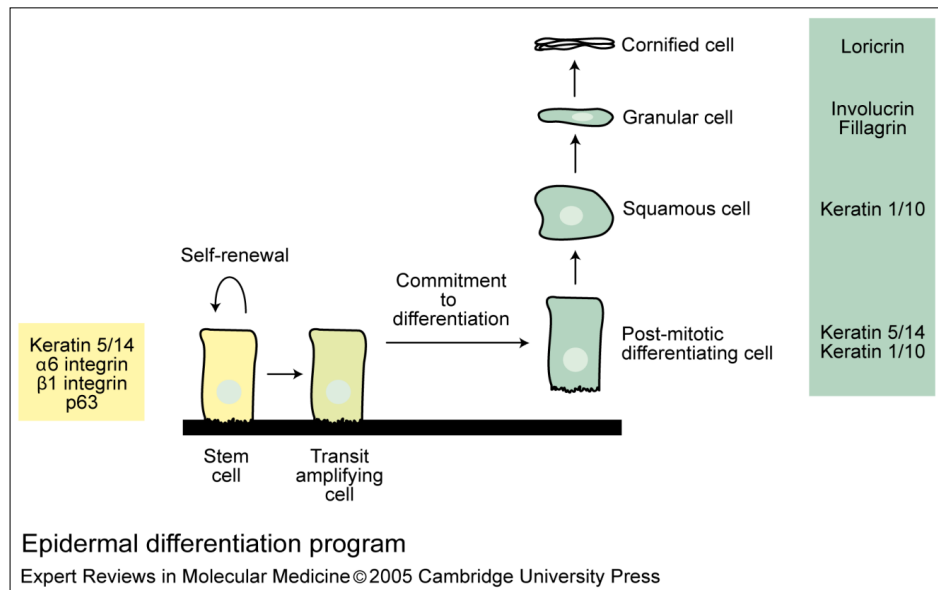 Cornified cell
Loricrin
Granular cell
Involucrin
Fillagrin
Squamous cell
Keratin 1/10
Self-renewal
Commitment
to
differentiation
Post-mitotic
differentiating cell
Keratin 5/14
Keratin 1/10
Keratin 5/14
α6 integrin
β1 integrin
p63
Stem
cell
Transit
amplifying
cell
Epidermal differentiation program
Expert Reviews in Molecular Medicine © 2005 Cambridge University Press